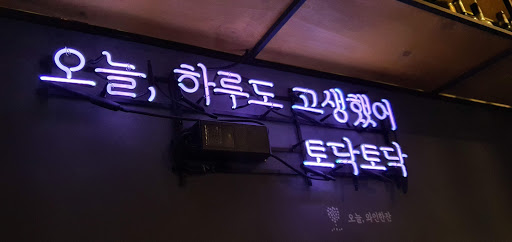 오늘, 하루도 고생했어
토닥토닥
오늘, 와인한잔